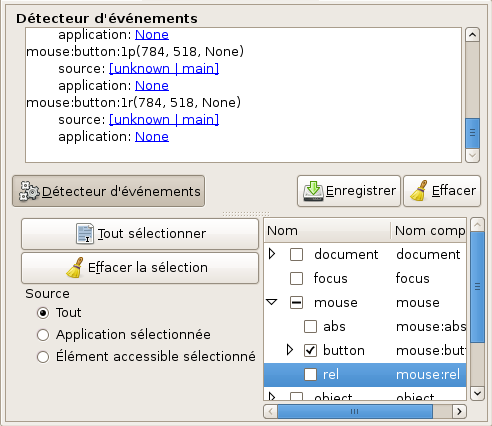 Détecteur d'événements
application: None
mouse:button:1p(784, 518, None)
source: [unknown | main]
application: None
mouse:button:1r(784, 518, None)
source: [unknown | main]
application: None
Détecteur d'événements
Enregistrer
Effacer
Tout sélectionner
Effacer la sélection
Source
Tout
Application sélectionnée
Élément accessible sélectionné
Nom Nom comp
document document
focus focus
mouse mouse
abs mouse:abs
button mouse:butt
rel mouse:rel
object object